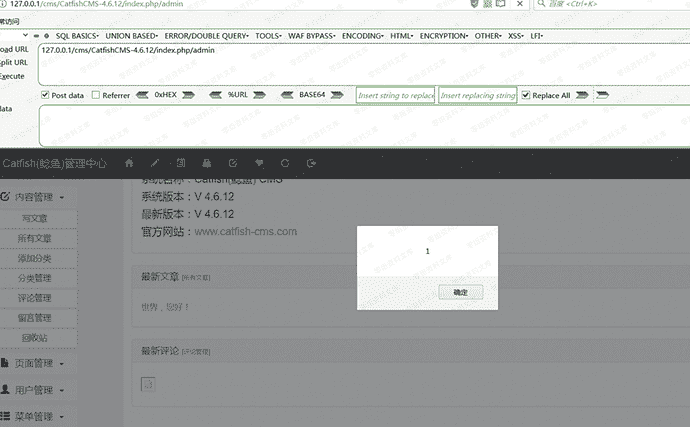 127.0.0.1/cms/CatfishCMS-4.6.12/index.php/admin
百度 <Ctrl+K>
常访问
SQL BASICS UNION BASED ERROR/DOUBLE QUERY TOOLS WAF BYPASS ENCODING HTML ENCRYPTION OTHER XSS LFI
oad URL
127.0.0.1/cms/CatfishCMS-4.6.12/index.php/admin
plit URL
Execute
Post data Referrer 0xHEX %URL BASE64 Insert string to replace Insert replacing string Replace All
data
Catfish(鲶鱼)管理中心
系统名称：Catfish(鲶鱼) CMS
内容管理
系统版本：V 4.6.12
写文章
最新版本：V 4.6.12
官方网站：www.catfish-cms.com
所有文章
1
添加分类
最新文章 [所有文章]
分类管理
确定
评论管理
世界，您好！
留言管理
回收站
最新评论 [评论管理]
页面管理
用户管理
菜单管理